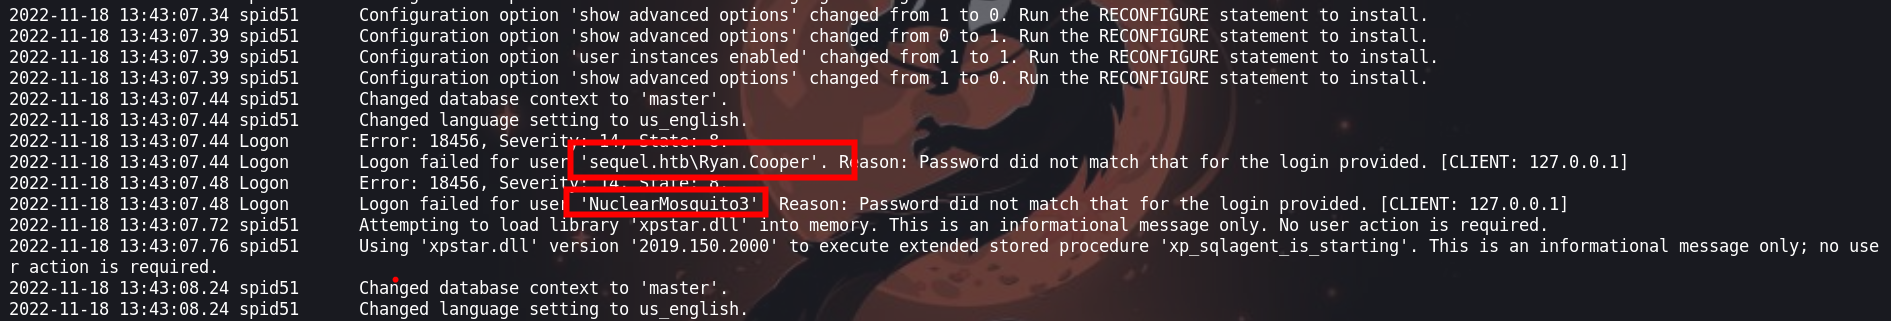 2022-11-18 13:43:07.34 spid51      Configuration option 'show advanced options' changed from 1 to 0. Run the RECONFIGURE statement to install.
2022-11-18 13:43:07.39 spid51      Configuration option 'show advanced options' changed from 0 to 1. Run the RECONFIGURE statement to install.
2022-11-18 13:43:07.39 spid51      Configuration option 'user instances enabled' changed from 1 to 1. Run the RECONFIGURE statement to install.
2022-11-18 13:43:07.39 spid51      Configuration option 'show advanced options' changed from 1 to 0. Run the RECONFIGURE statement to install.
2022-11-18 13:43:07.44 spid51      Changed database context to 'master'.
2022-11-18 13:43:07.44 spid51      Changed language setting to us_english.
2022-11-18 13:43:07.44 Logon       Error: 18456, Severity: 14, State: 8.
2022-11-18 13:43:07.44 Logon       Logon failed for user 'sequel.htb\Ryan.Cooper'. Reason: Password did not match that for the login provided. [CLIENT: 127.0.0.1]
2022-11-18 13:43:07.48 Logon       Error: 18456, Severity: 14, State: 8.
2022-11-18 13:43:07.48 Logon       Logon failed for user 'NuclearMosquito3' Reason: Password did not match that for the login provided. [CLIENT: 127.0.0.1]
2022-11-18 13:43:07.72 spid51      Attempting to load library 'xpstar.dll' into memory. This is an informational message only. No user action is required.
2022-11-18 13:43:07.76 spid51      Using 'xpstar.dll' version '2019.150.2000' to execute extended stored procedure 'xp_sqlagent_is_starting'. This is an informational message only; no use
r action is required.
2022-11-18 13:43:08.24 spid51      Changed database context to 'master'.
2022-11-18 13:43:08.24 spid51      Changed language setting to us_english.